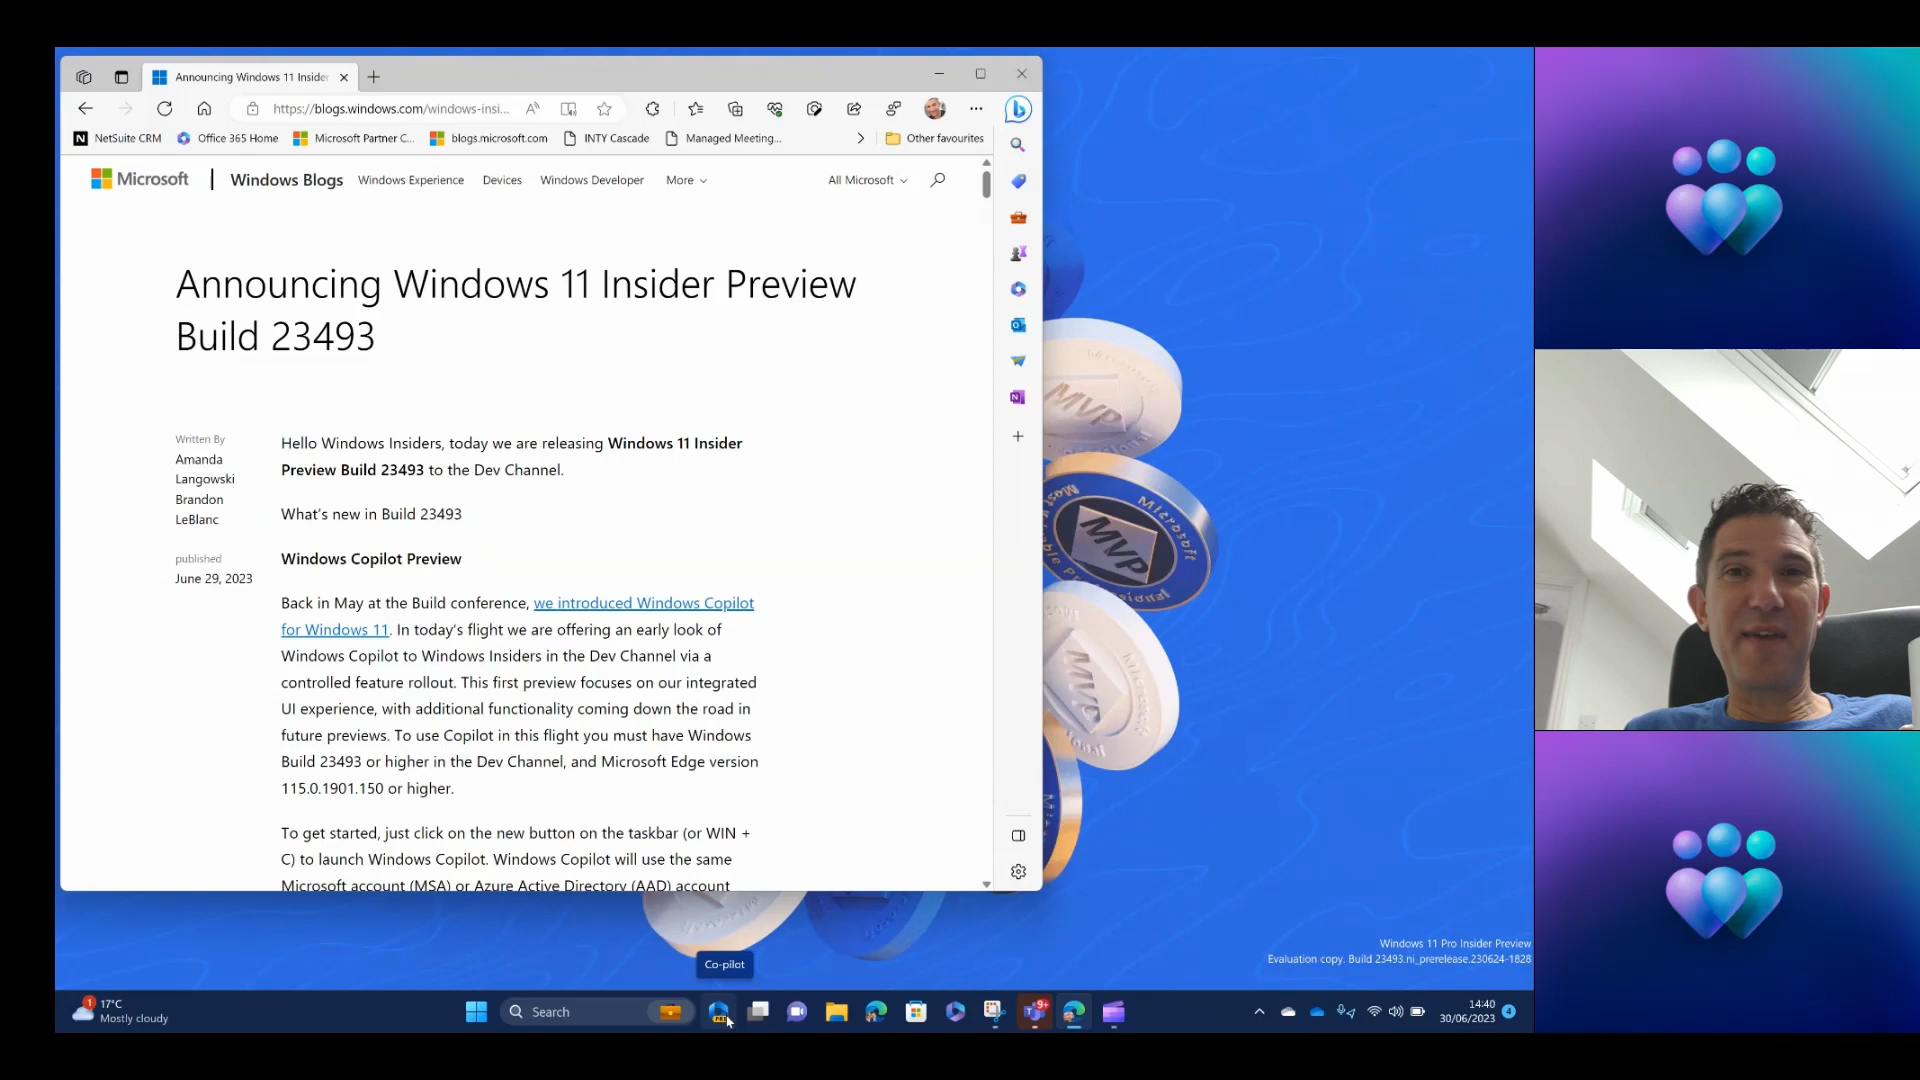 Announcing Windows 11 Insider
https://blogs.windows.com/windows-insi...
NetSuite CRM
Office 365 Home
Microsoft Partner C...
blogs.microsoft.com
INTY Cascade
Managed Meeting...
Other favourites
Microsoft
Windows Blogs
Windows Experience
Devices
Windows Developer
More
All Microsoft
Announcing Windows 11 Insider Preview
Build 23493
Written By
Amanda
Langowski
Brandon
LeBlanc
published
June 29, 2023
Hello Windows Insiders, today we are releasing Windows 11 Insider
Preview Build 23493 to the Dev Channel.
What's new in Build 23493
Windows Copilot Preview
Back in May at the Build conference, we introduced Windows Copilot
for Windows 11. In today's flight we are offering an early look of
Windows Copilot to Windows Insiders in the Dev Channel via a
controlled feature rollout. This first preview focuses on our integrated
UI experience, with additional functionality coming down the road in
future previews. To use Copilot in this flight you must have Windows
Build 23493 or higher in the Dev Channel, and Microsoft Edge version
115.0.1901.150 or higher.
To get started, just click on the new button on the taskbar (or WIN +
C) to launch Windows Copilot. Windows Copilot will use the same
Microsoft account (MSA) or Azure Active Directory (AAD) account
MVP
Microsoft
MVP
MVP
Windows 11 Pro Insider Preview
Evaluation copy. Build 23493.ni_prerelease.230624-1828
Co-pilot
1
17°C
Mostly cloudy
Search
PRE
9+
14:40
30/06/2023
4